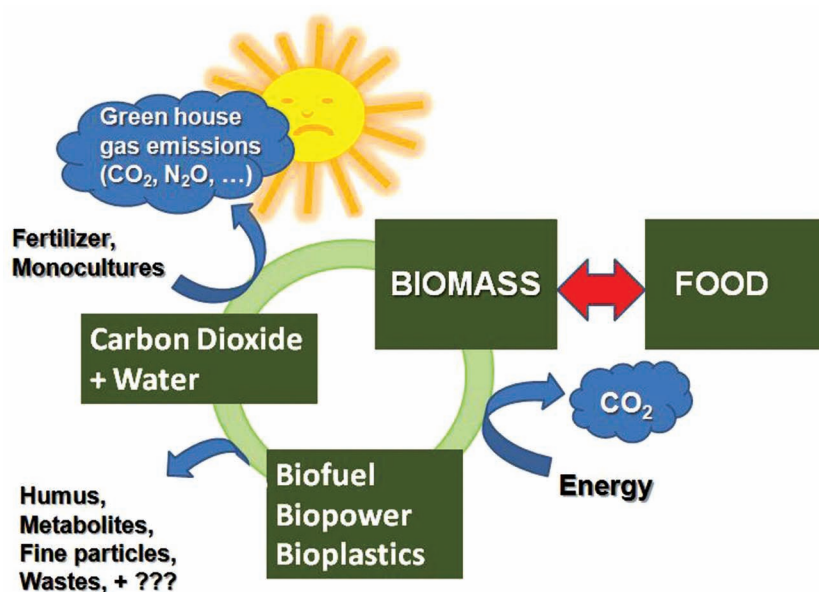 Green house
gas emissions
(CO₂, N₂O, ...)
Fertilizer,
Monocultures
BIOMASS
FOOD
Carbon Dioxide
+ Water
CO₂
Energy
Biofuel
Biopower
Bioplastics
Humus,
Metabolites,
Fine particles,
Wastes, + ???